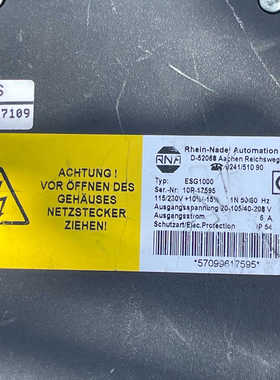 S
7109
ACHTUNG !
VOR ÖFFNEN DES
GEHÄUSES
NETZSTECKER
ZIEHEN!
RNA
Rhein-Nadel Automation
D-52068 Aachen Reichsweg
☎ 0241/510 90
Typ: ESG1000
Ser.-Nr: 10R-17595
115/230V +10%/-15% 1N 50/60 Hz
Ausgangsspannung 20-105/40-208 V
Ausgangsstrom 6 A
Schutzart/Elec.Protection IP 54
*57099617595*